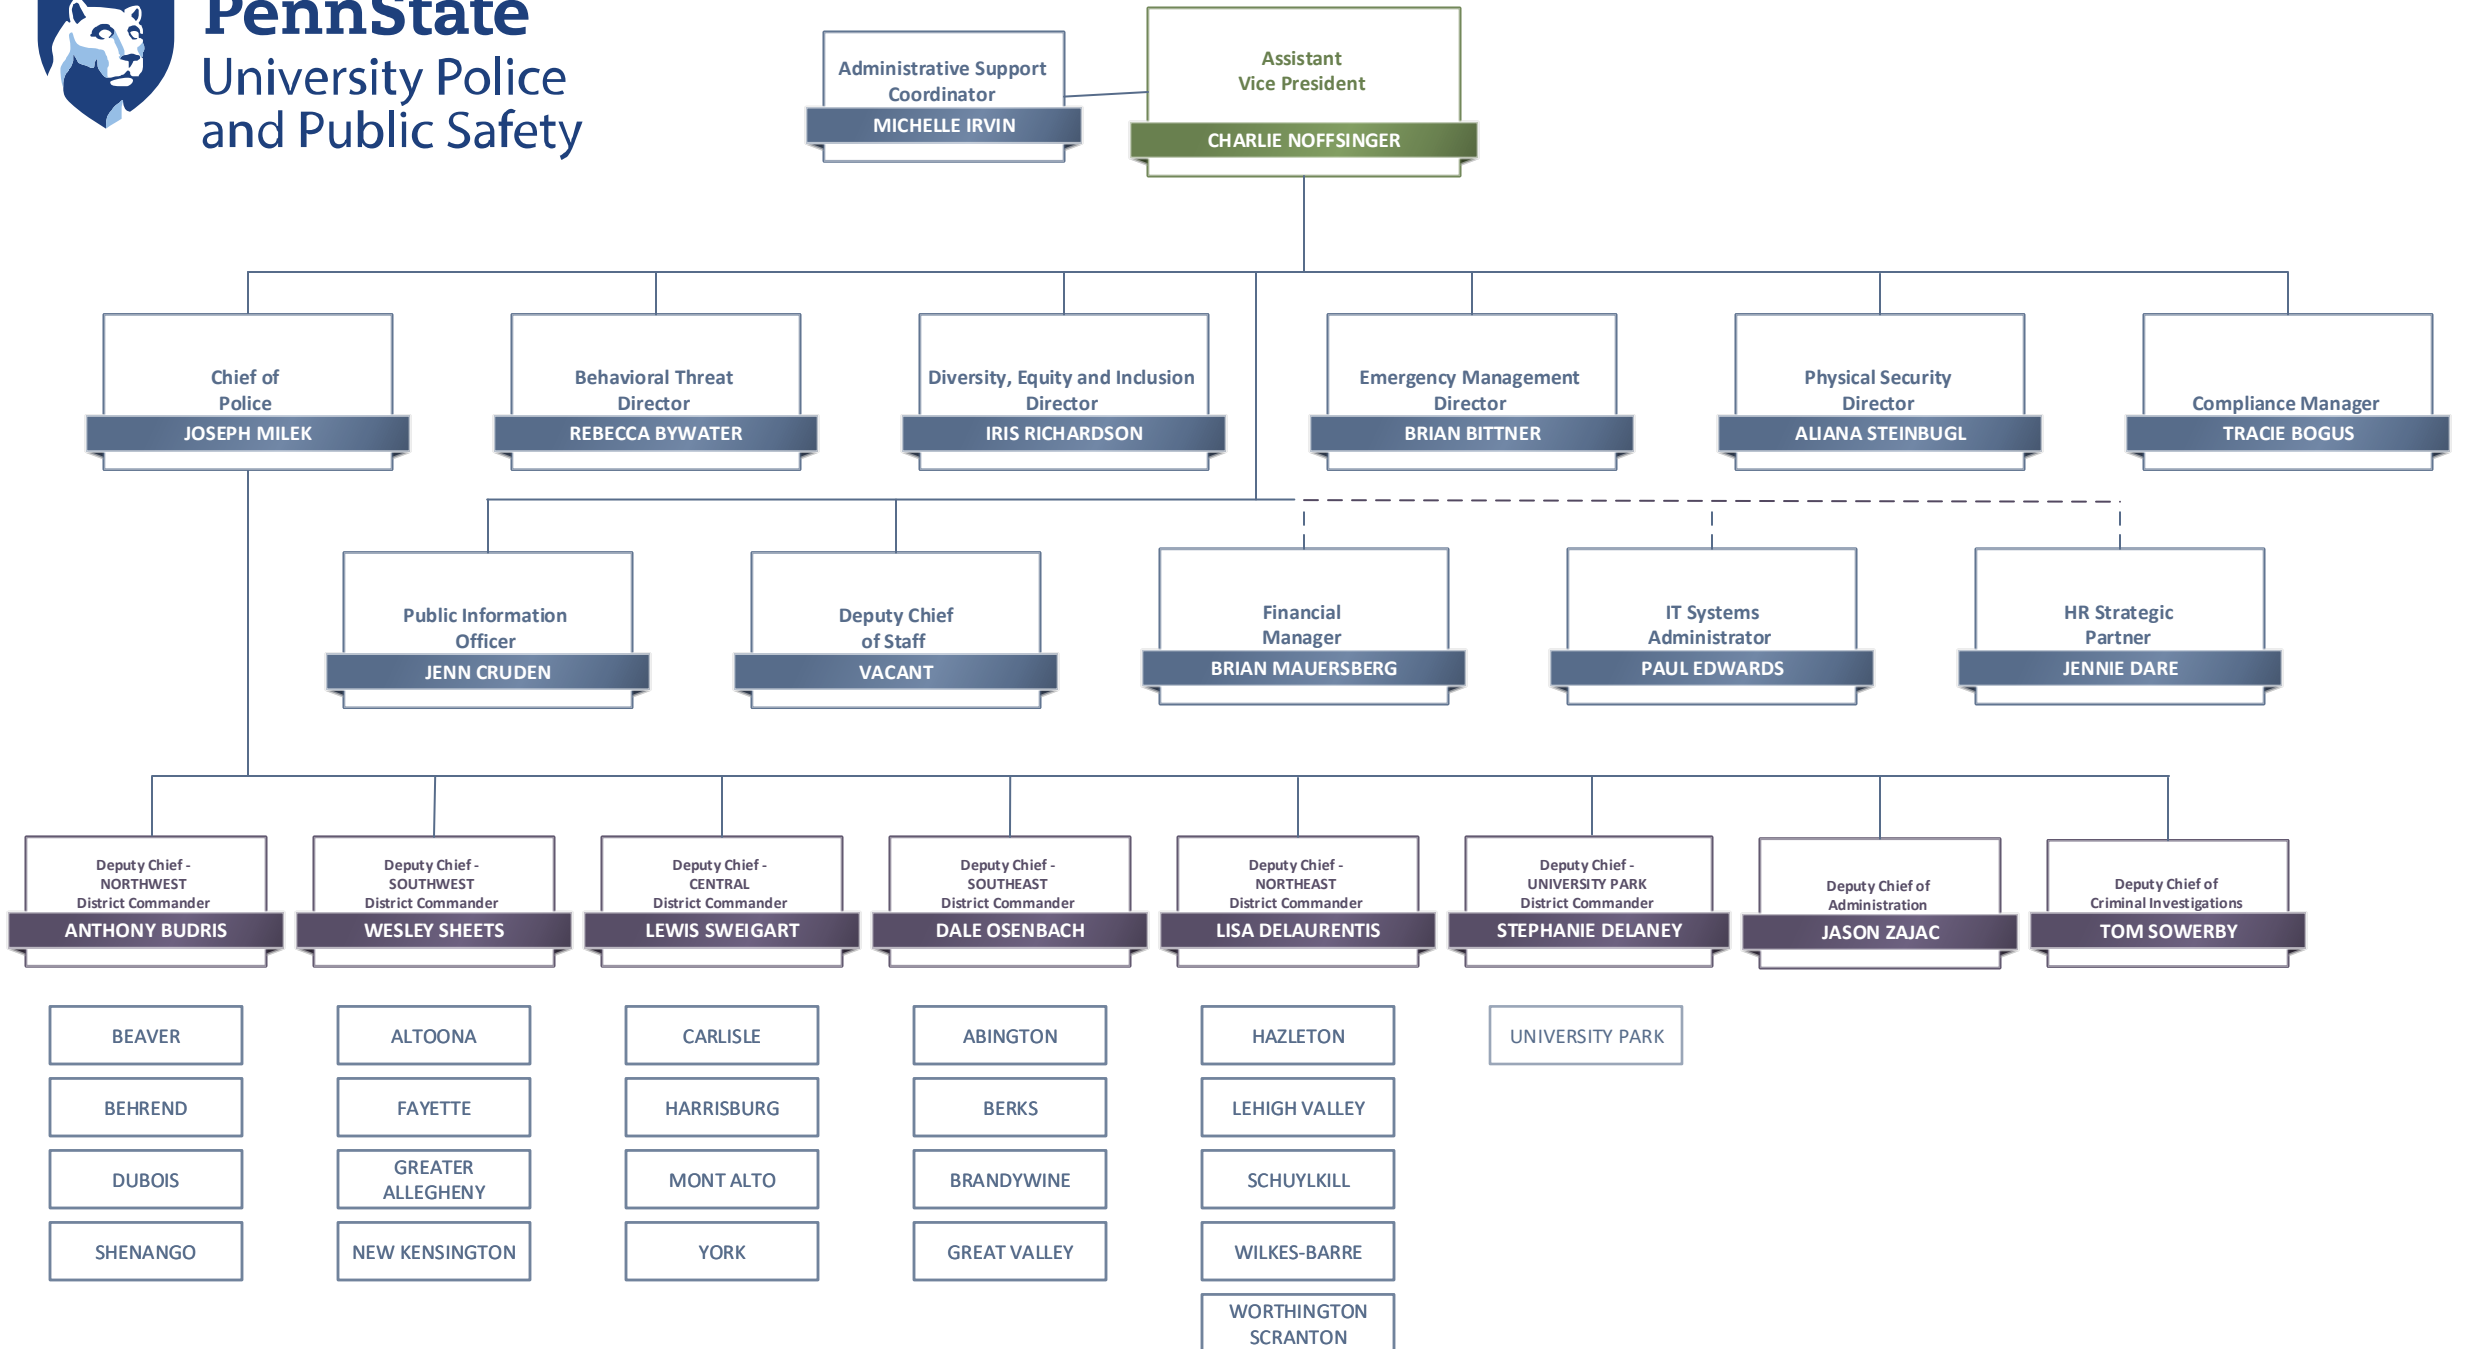 PennState
University Police
and Public Safety
Administrative Support
Coordinator
MICHELLE IRVIN
Assistant
Vice President
CHARLIE NOFFSINGER
Chief of
Police
JOSEPH MILEK
Behavioral Threat
Director
REBECCA BYWATER
Diversity, Equity and Inclusion
Director
IRIS RICHARDSON
Emergency Management
Director
BRIAN BITTNER
Physical Security
Director
ALIANA STEINBUGL
Compliance Manager
TRACIE BOGUS
Public Information
Officer
JENN CRUDEN
Deputy Chief
of Staff
VACANT
Financial
Manager
BRIAN MAUERSBERG
IT Systems
Administrator
PAUL EDWARDS
HR Strategic
Partner
JENNIE DARE
Deputy Chief -
NORTHWEST
District Commander
ANTHONY BUDRIS
Deputy Chief -
SOUTHWEST
District Commander
WESLEY SHEETS
Deputy Chief -
CENTRAL
District Commander
LEWIS SWEIGART
Deputy Chief -
SOUTHEAST
District Commander
DALE OSENBACH
Deputy Chief -
NORTHEAST
District Commander
LISA DELAURENTIS
Deputy Chief -
UNIVERSITY PARK
District Commander
STEPHANIE DELANEY
Deputy Chief of
Administration
JASON ZAJAC
Deputy Chief of
Criminal Investigations
TOM SOWERBY
BEAVER
BEHREND
DUBOIS
SHENANGO
ALTOONA
FAYETTE
GREATER
ALLEGHENY
NEW KENSINGTON
CARLISLE
HARRISBURG
MONT ALTO
YORK
ABINGTON
BERKS
BRANDYWINE
GREAT VALLEY
HAZLETON
LEHIGH VALLEY
SCHUYLKILL
WILKES-BARRE
WORTHINGTON
SCRANTON
UNIVERSITY PARK